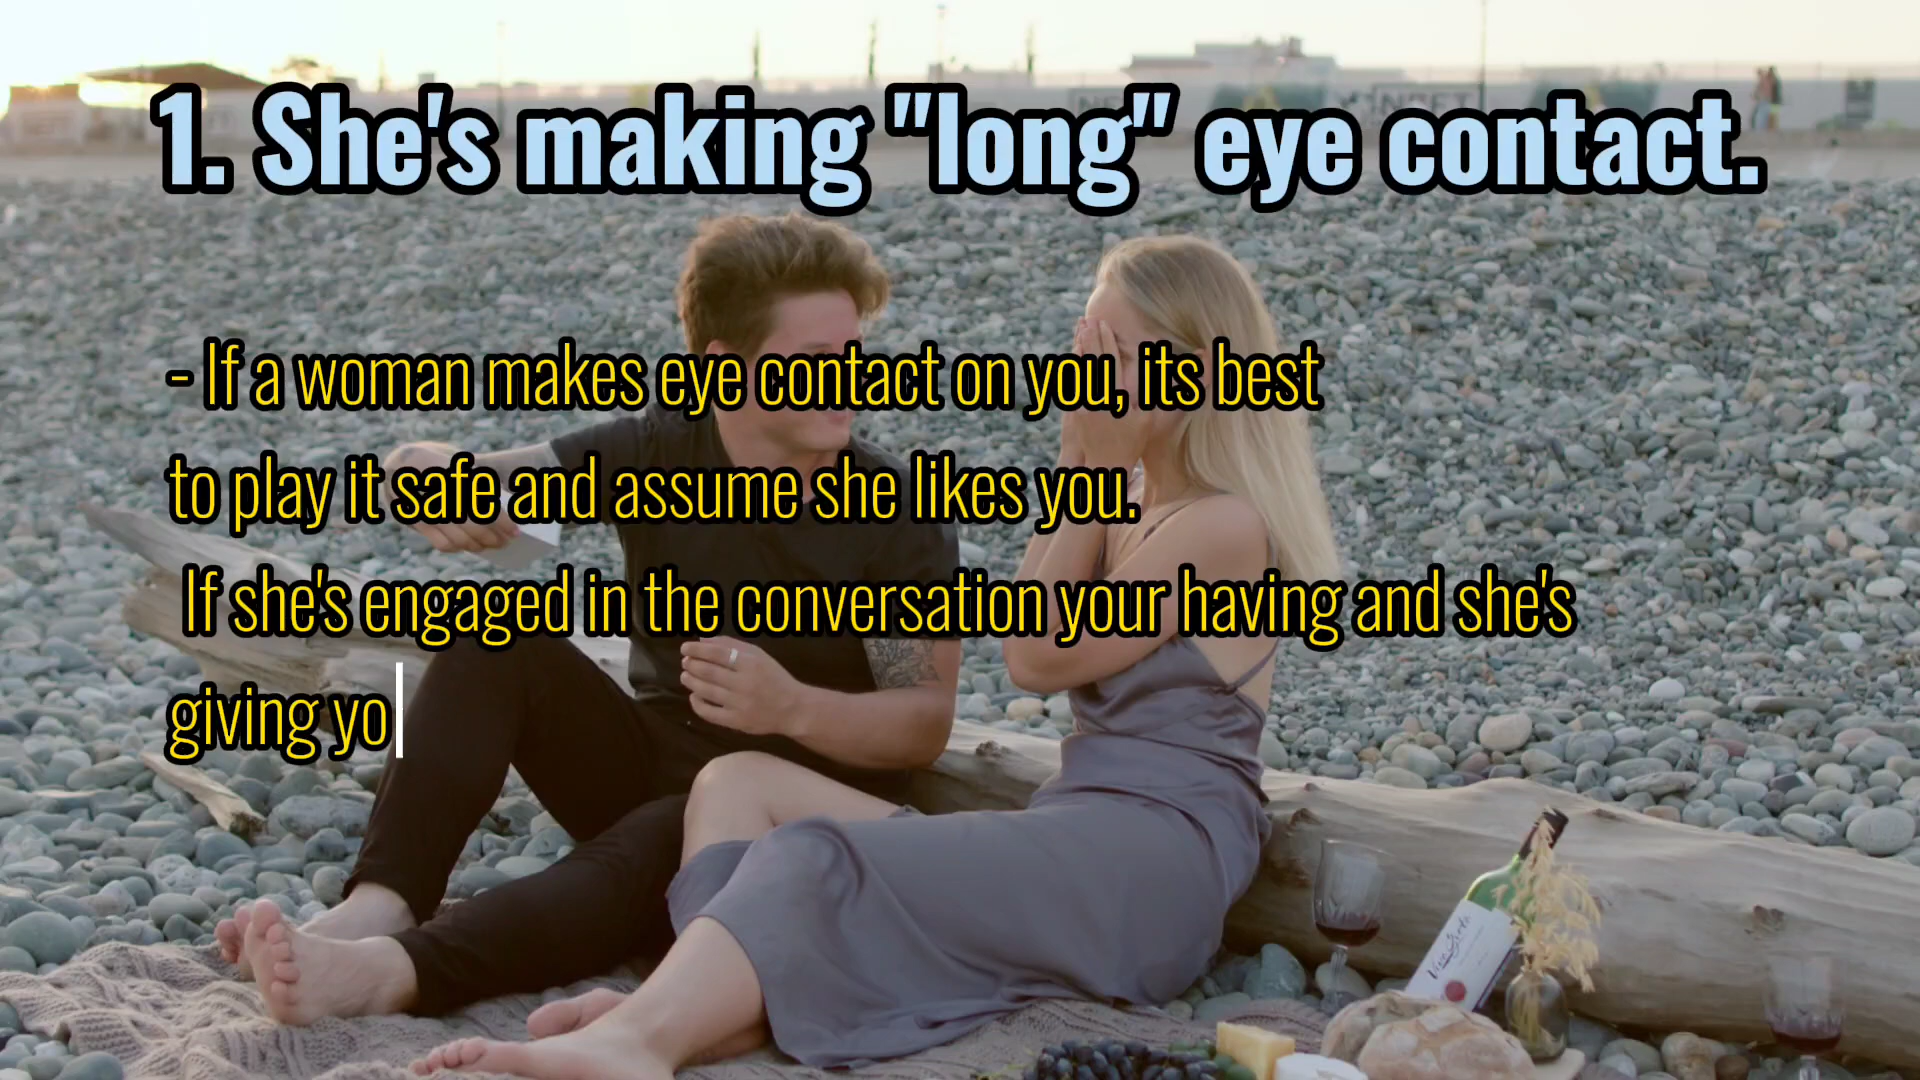 1. She's making "long" eye contact.
- If a woman makes eye contact on you, its best
to play it safe and assume she likes you.
If she's engaged in the conversation your having and she's
giving yo